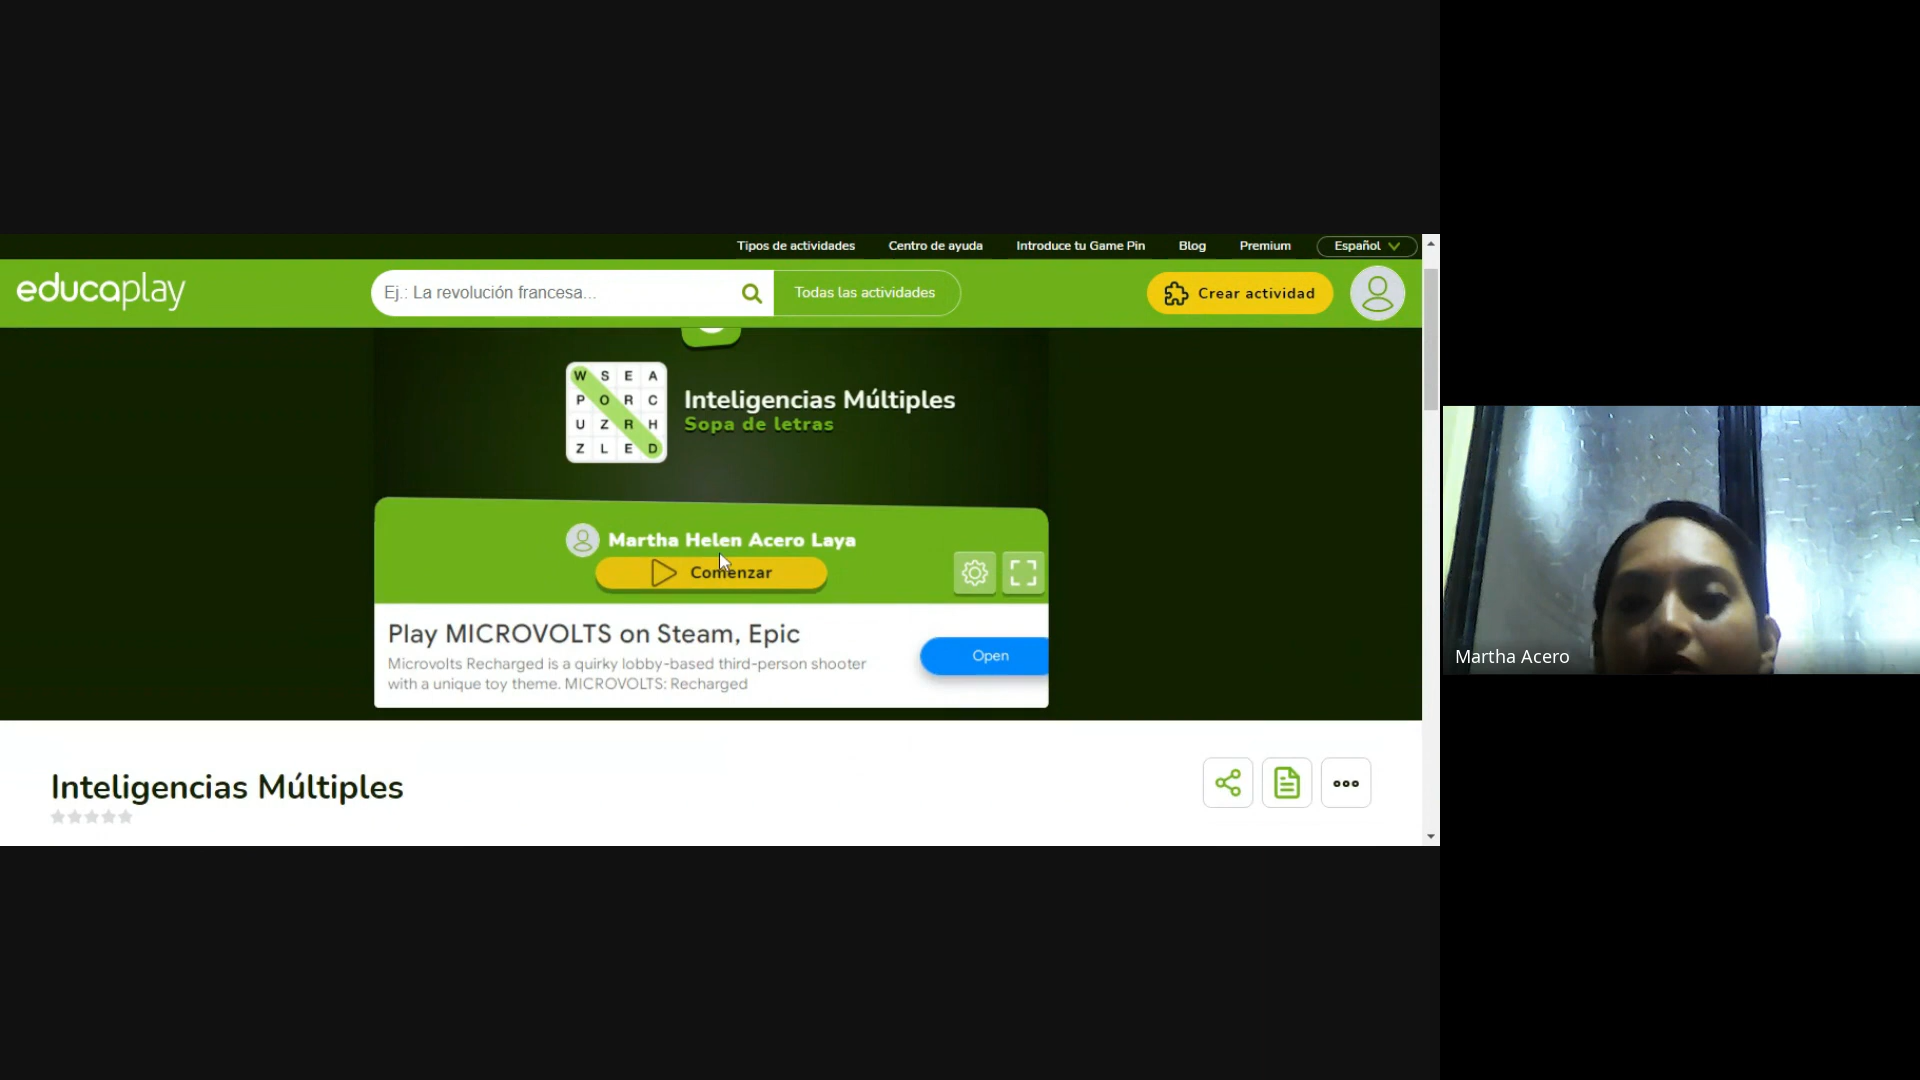 Tipos de actividades Centro de ayuda Introduce tu Game Pin Blog Premium Español
educaplay Ej.: La revolución francesa... Todas las actividades Crear actividad
W S E A
P O R C
U Z R H
Z L E D
Inteligencias Múltiples
Sopa de letras
Martha Helen Acero Laya
Comenzar
Play MICROVOLTS on Steam, Epic
Microvolts Recharged is a quirky lobby-based third-person shooter
with a unique toy theme. MICROVOLTS: Recharged
Open
Inteligencias Múltiples
Martha Acero